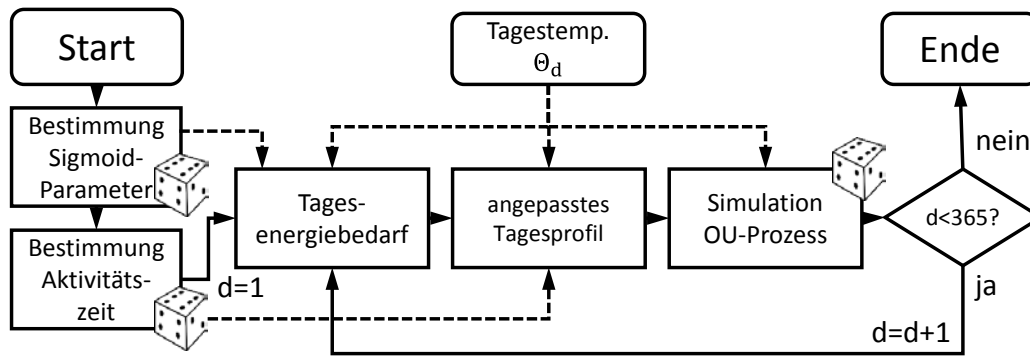 Start
Bestimmung
Sigmoid-
Parameter
Bestimmung
Aktivitäts-
zeit
d=1
Tagestemp.
Θd
Tages-
energiebedarf
angepasstes
Tagesprofil
Simulation
OU-Prozess
Ende
nein
d<365?
ja
d=d+1